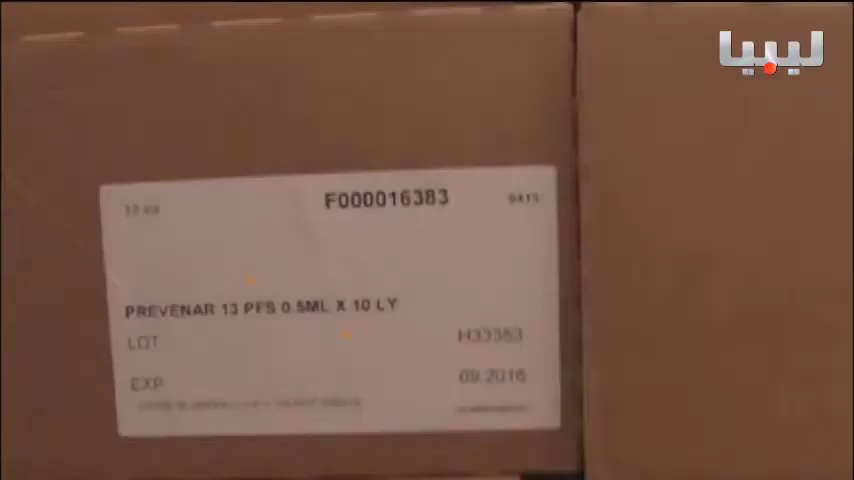 ليبيا
F000016383
PREVENAR 13 PFS 0.5ML X 10 LY
LOT H33383
EXP 09.2016